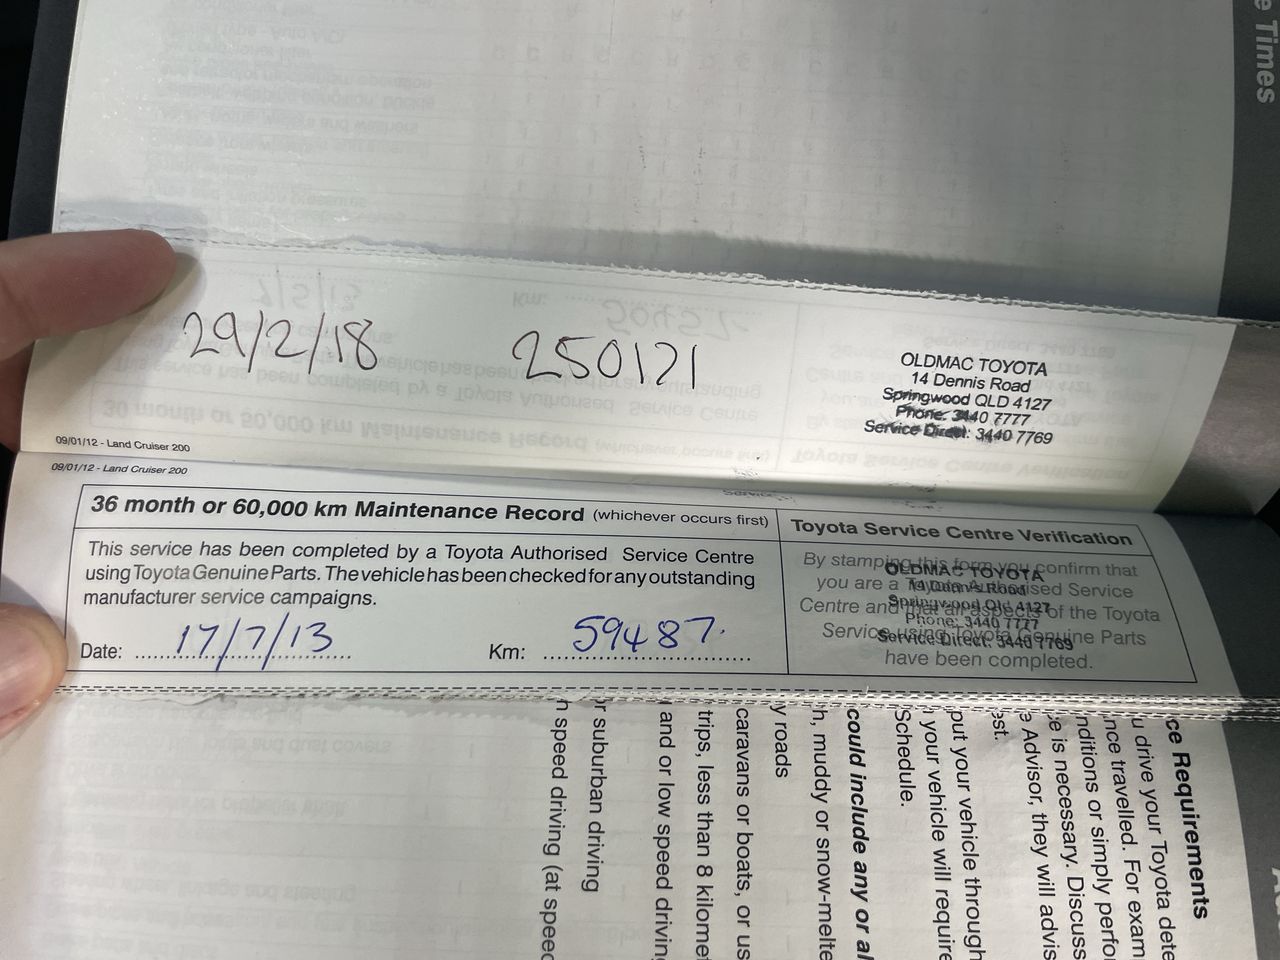 e Times
29/2/18 250121
OLDMAC TOYOTA
14 Dennis Road
Springwood QLD 4127
Phone: 3440 7777
Service Direct: 3440 7769
09/01/12 - Land Cruiser 200
09/01/12 - Land Cruiser 200
36 month or 60,000 km Maintenance Record (whichever occurs first)
This service has been completed by a Toyota Authorised Service Centre
using Toyota Genuine Parts. The vehicle has been checked for any outstanding
manufacturer service campaigns.
Date: 17/7/13 Km: 59487.
Toyota Service Centre Verification
By stamping this form you confirm that
you are a Toyota Authorised Service
Centre and that all aspects of the Toyota
Service using Toyota Genuine Parts
have been completed.
OLDMAC TOYOTA
14 Dennis Road
Springwood Qld 4127
Phone: 3440 7777
Service Direct: 3440 7769
ce Requirements
u drive your Toyota dete
nce travelled. For exam
nditions or simply perfo
e is necessary. Discuss
e Advisor, they will advis
est.
put your vehicle through
your vehicle will require
Schedule.
could include any or al
h, muddy or snow-melte
y roads
caravans or boats, or us
trips, less than 8 kilomet
and or low speed driving
r suburban driving
h speed driving (at speed